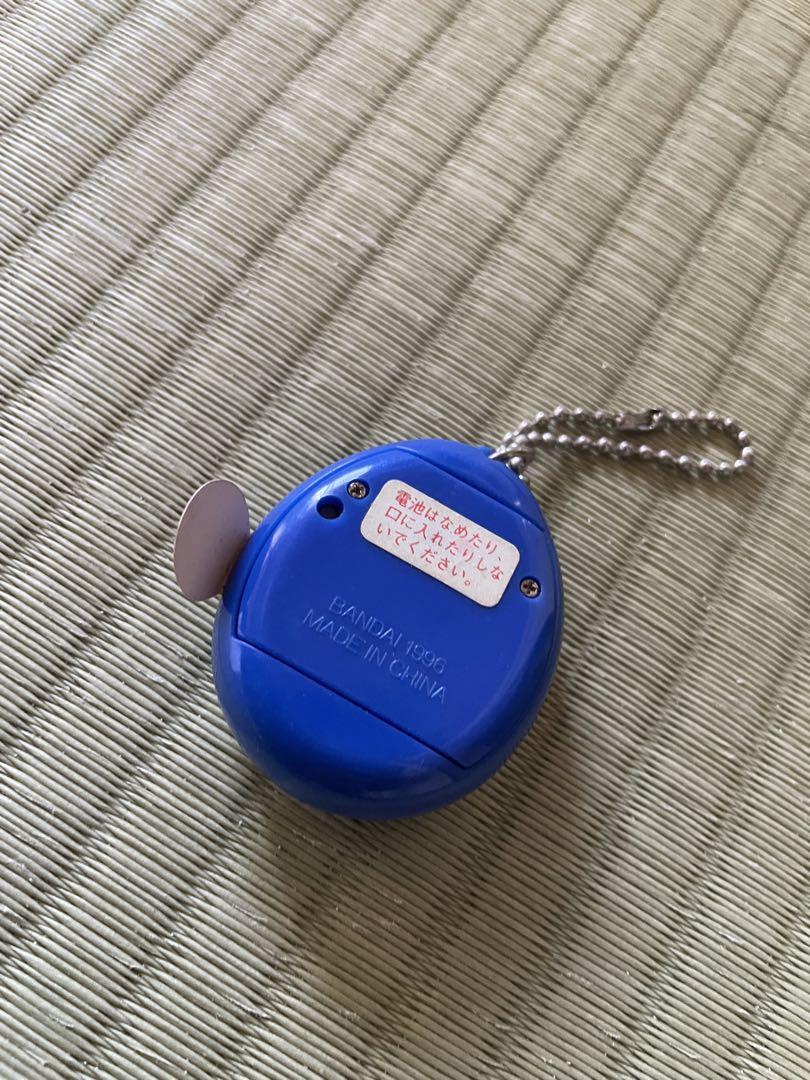 電池はなめたり、
口に入れたりしな
いでください。
BANDAI 1996
MADE IN CHINA